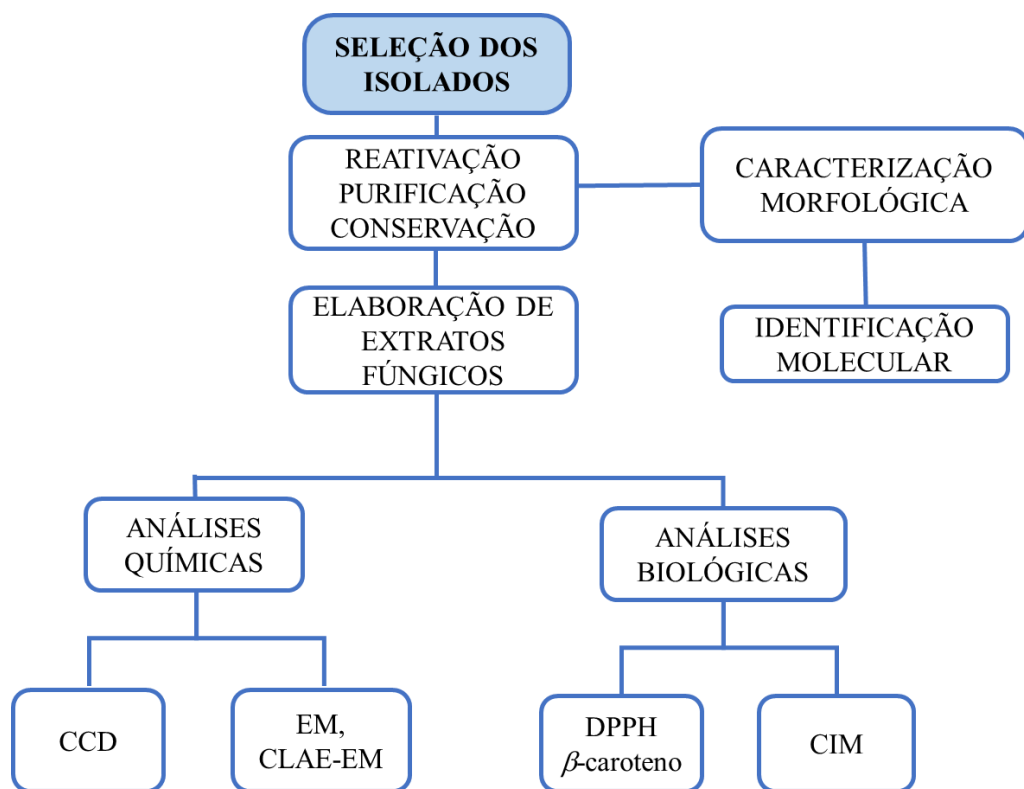 SELEÇÃO DOS
ISOLADOS
REATIVAÇÃO
PURIFICAÇÃO
CONSERVAÇÃO
CARACTERIZAÇÃO
MORFOLÓGICA
ELABORAÇÃO DE
EXTRATOS
FÚNGICOS
IDENTIFICAÇÃO
MOLECULAR
ANÁLISES
QUÍMICAS
ANÁLISES
BIOLÓGICAS
CCD
EM,
CLAE-EM
DPPH
β-caroteno
CIM